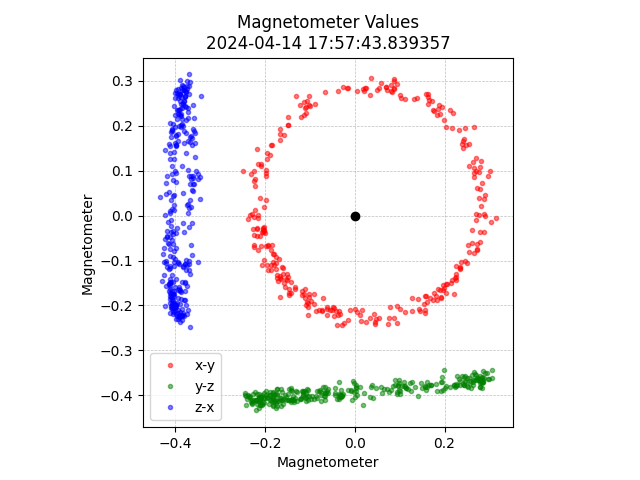 Magnetometer Values
2024-04-14 17:57:43.839357
0.3
0.2
0.1
0.0
−0.1
−0.2
−0.3
−0.4
Magnetometer
x-y
y-z
z-x
−0.4 −0.2 0.0 0.2
Magnetometer